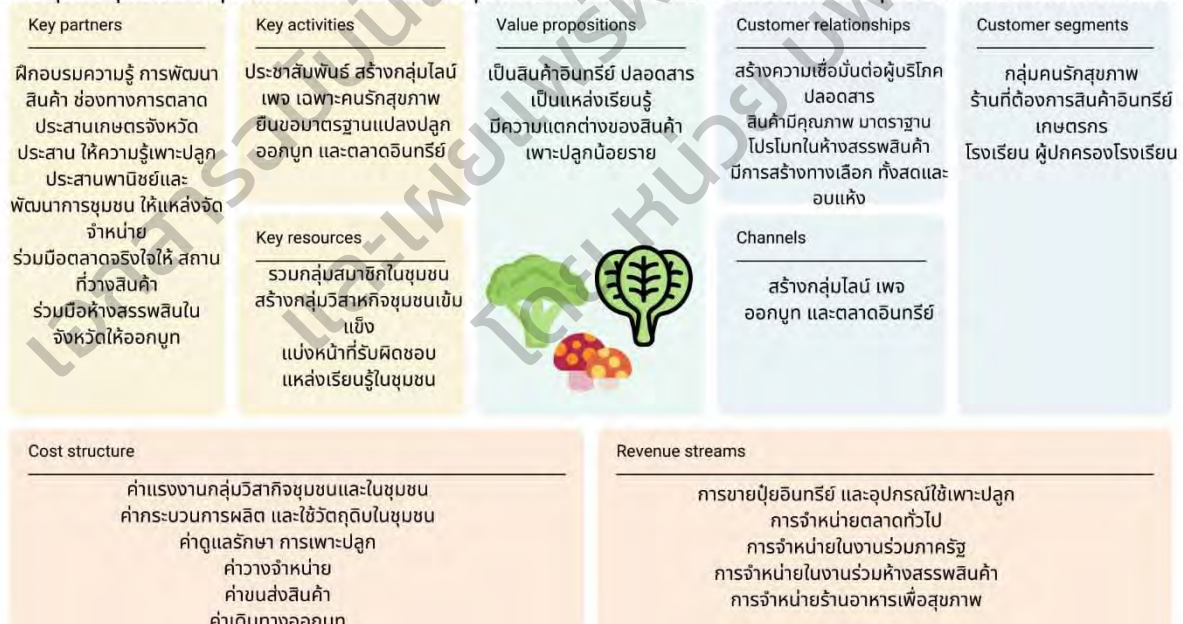 Key partners
ฝึกอบรมความรู้ การพัฒนา
สินค้า ช่องทางการตลาด
ประสานเกษตรจังหวัด
ประสาน ให้ความรู้เพาะปลูก
ประสานพานิชย์และ
พัฒนาการชุมชน ให้แหล่งจัด
จำหน่าย
ร่วมมือตลาดจริงใจให้ สถาน
ที่วางสินค้า
ร่วมมือห้างสรรพสินใน
จังหวัดให้ออกบูท
Key activities
ประชาสัมพันธ์ สร้างกลุ่มไลน์
เพจ เฉพาะคนรักสุขภาพ
ยืนขอมาตรฐานแปลงปลูก
ออกบูท และตลาดอินทรีย์
Key resources
รวมกลุ่มสมาชิกในชุมชน
สร้างกลุ่มวิสาหกิจชุมชนเข้ม
แข็ง
แบ่งหน้าที่รับผิดชอบ
แหล่งเรียนรู้ในชุมชน
Value propositions
เป็นสินค้าอินทรีย์ ปลอดสาร
เป็นแหล่งเรียนรู้
มีความแตกต่างของสินค้า
เพาะปลูกน้อยราย
Customer relationships
สร้างความเชื่อมั่นต่อผู้บริโภค
ปลอดสาร
สินค้ามีคุณภาพ มาตราฐาน
โปรโมทในห้างสรรพสินค้า
มีการสร้างทางเลือก ทั้งสดและ
อบแห้ง
Channels
สร้างกลุ่มไลน์ เพจ
ออกบูท และตลาดอินทรีย์
Customer segments
กลุ่มคนรักสุขภาพ
ร้านที่ต้องการสินค้าอินทรีย์
เกษตรกร
โรงเรียน ผู้ปกครองโรงเรียน
Cost structure
ค่าแรงงานกลุ่มวิสากิจชุมชนและในชุมชน
ค่ากระบวนการผลิต และใช้วัตถุดิบในชุมชน
ค่าดูแลรักษา การเพาะปลูก
ค่าวางจำหน่าย
ค่าขนส่งสินค้า
ค่าเดินทางออกบูท
Revenue streams
การขายปุ๋ยอินทรีย์ และอุปกรณ์ใช้เพาะปลูก
การจำหน่ายตลาดทั่วไป
การจำหน่ายในงานร่วมภาครัฐ
การจำหน่ายในงานร่วมห้างสรรพสินค้า
การจำหน่ายร้านอาหารเพื่อสุขภาพ